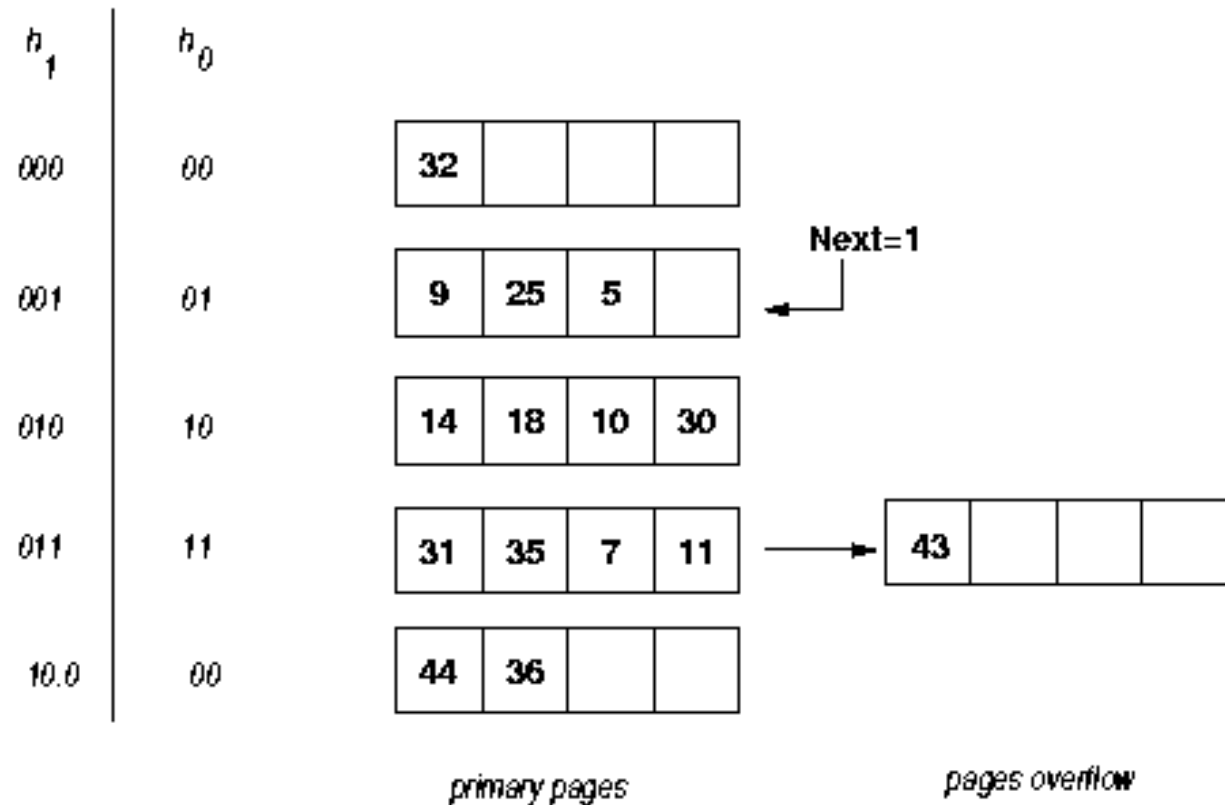 h1 h0
000 00 32
Next=1
001 01 9 25 5
010 10 14 18 10 30
011 11 31 35 7 11 43
10.0 00 44 36
primary pages pages overflow